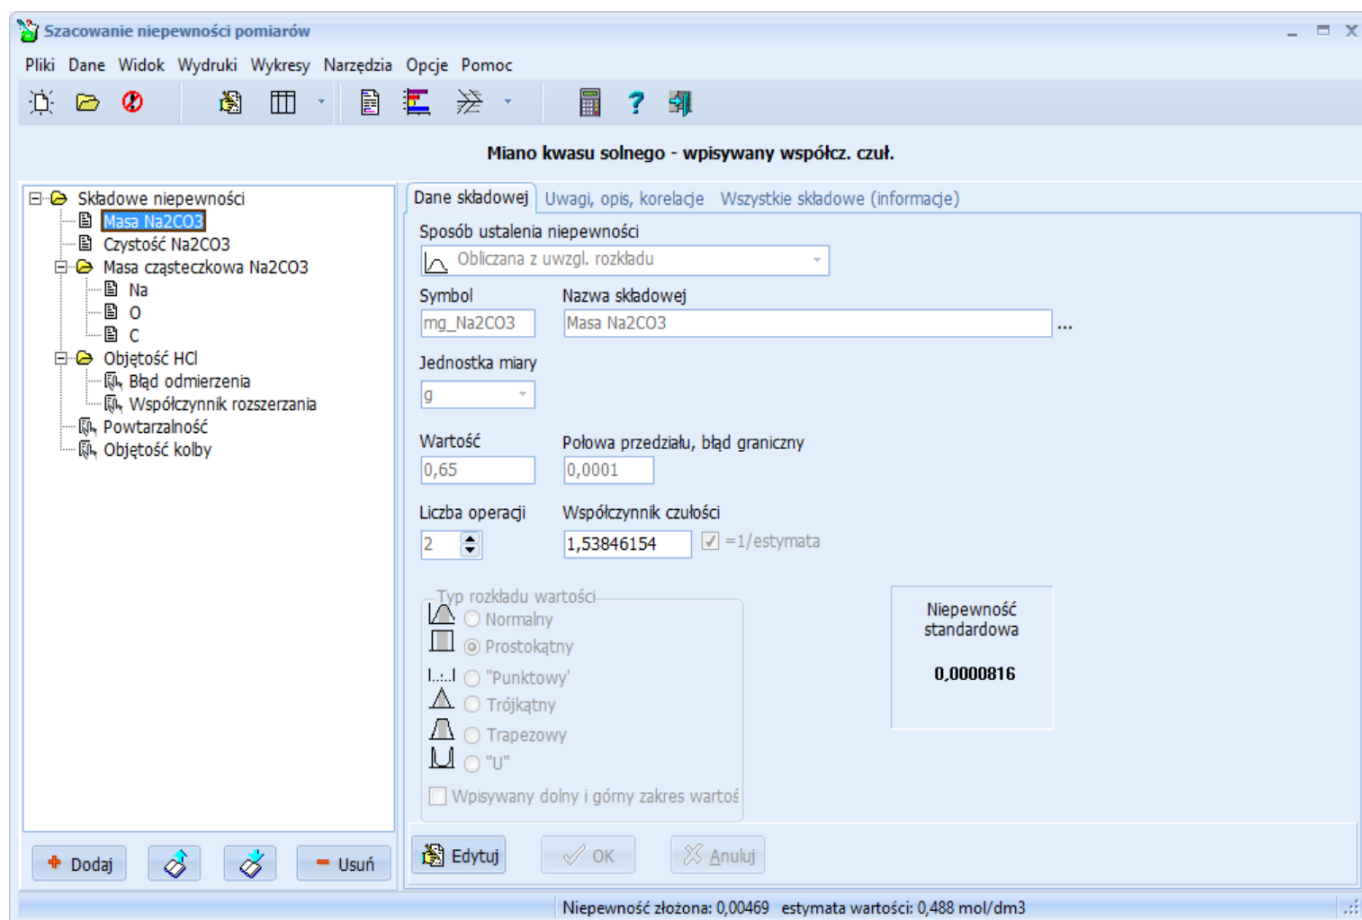 Szacowanie niepewności pomiarów
Pliki Dane Widok Wydruki Wykresy Narzędzia Opcje Pomoc
Miano kwasu solnego - wpisywany współcz. czuł.
Składowe niepewności
Masa Na2CO3
Czystość Na2CO3
Masa cząsteczkowa Na2CO3
Na
O
C
Objętość HCl
Błąd odmierzenia
Współczynnik rozszerzania
Powtarzalność
Objętość kolby
Dodaj
Usuń
Dane składowej Uwagi, opis, korelacje Wszystkie składowe (informacje)
Sposób ustalenia niepewności
Obliczana z uwzgl. rozkładu
Symbol Nazwa składowej
mg_Na2CO3 Masa Na2CO3 ...
Jednostka miary
g
Wartość Połowa przedziału, błąd graniczny
0,65 0,0001
Liczba operacji Współczynnik czułości
2 1,53846154 =1/estymata
Typ rozkładu wartości
Normalny
Prostokątny
"Punktowy'
Trójkątny
Trapezowy
"U"
Wpisywany dolny i górny zakres wartoś
Niepewność
standardowa
0,0000816
Edytuj OK Anuluj
Niepewność złożona: 0,00469 estymata wartości: 0,488 mol/dm3